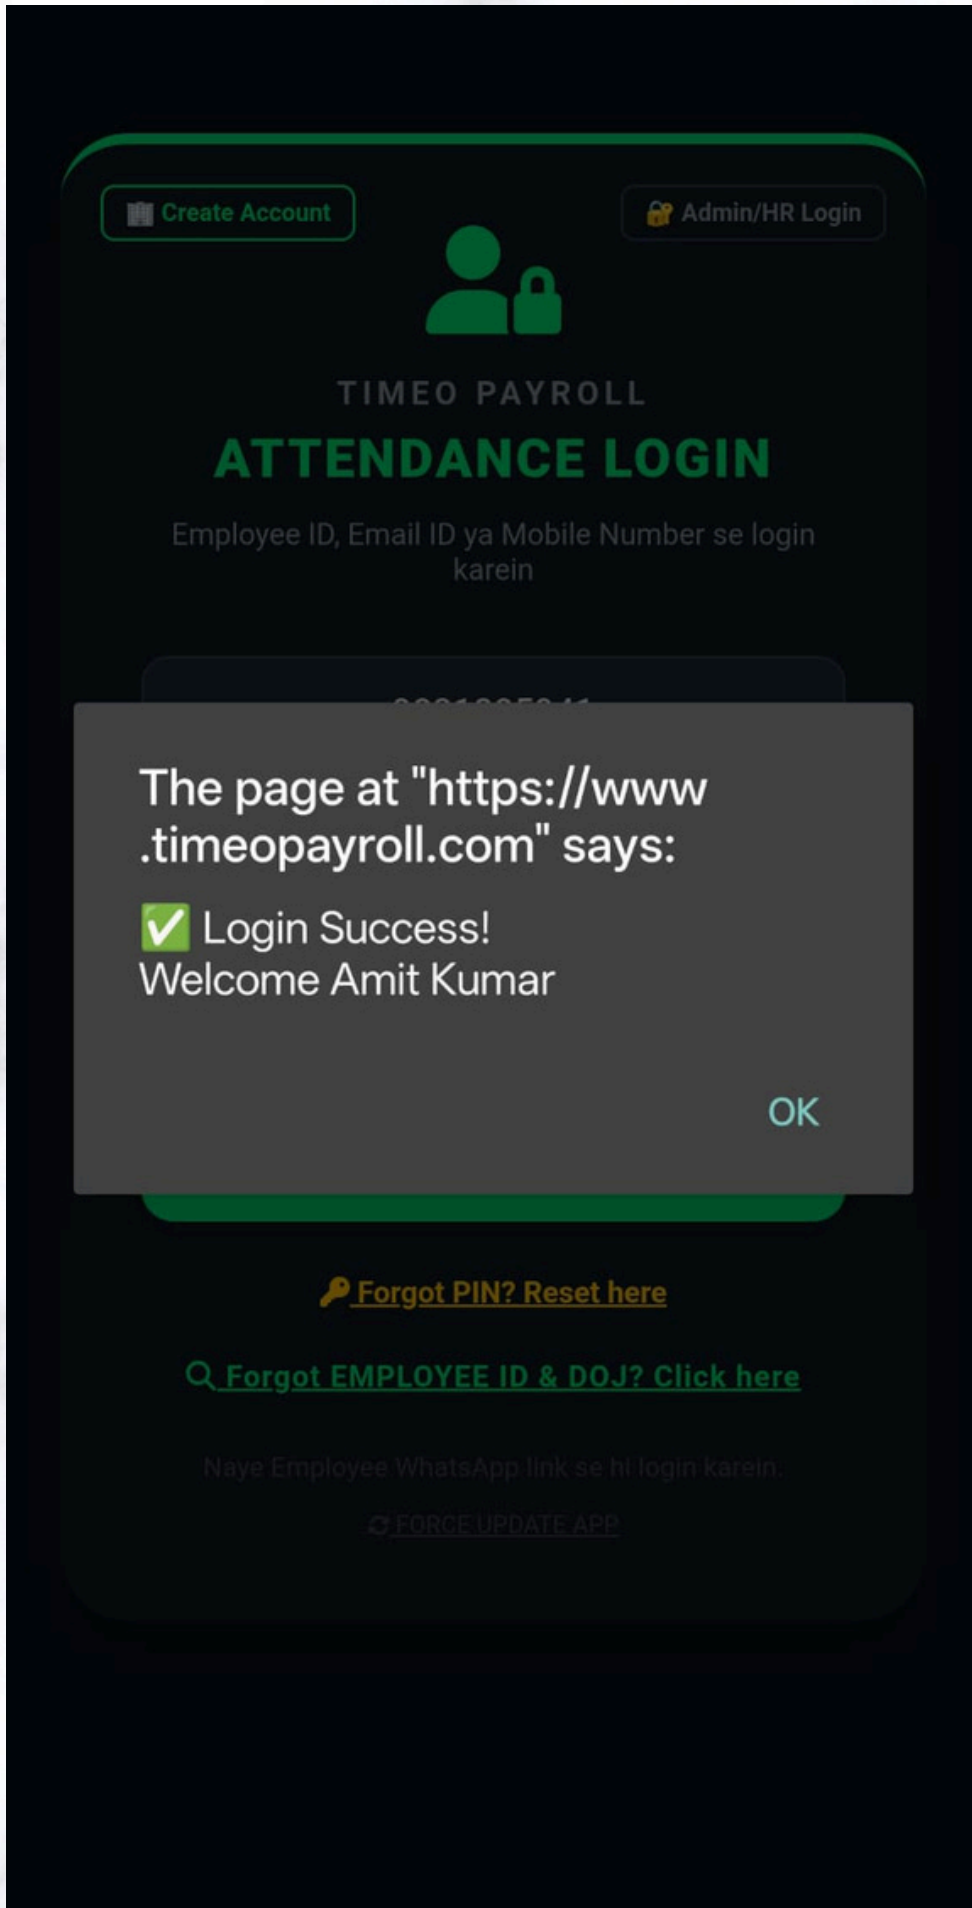 Create Account
Admin/HR Login
TIMEO PAYROLL
ATTENDANCE LOGIN
Employee ID, Email ID ya Mobile Number se login
karein
The page at "https://www
.timeopayroll.com" says:
✅ Login Success!
Welcome Amit Kumar
OK
Forgot PIN? Reset here
Forgot EMPLOYEE ID & DOJ? Click here
Naye Employee WhatsApp link se hi login karein.
FORCE UPDATE APP